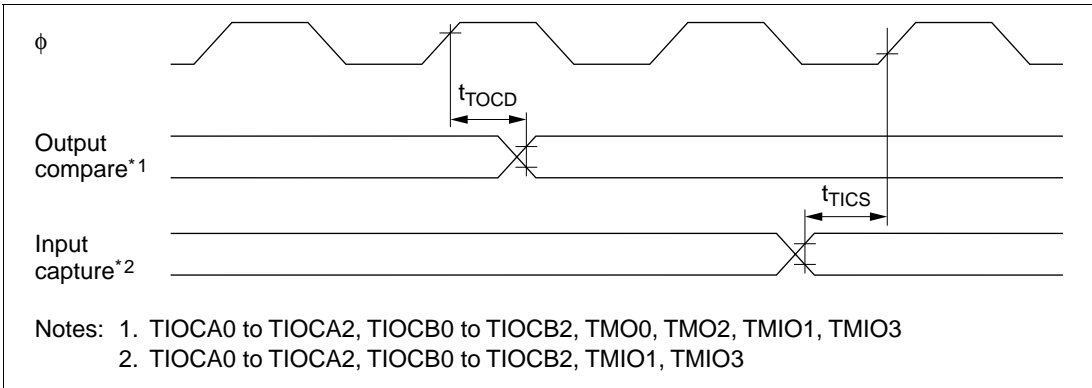 ϕ
tTOCD
Output
compare*1
tTICS
Input
capture*2
Notes: 1. TIOCA0 to TIOCA2, TIOCB0 to TIOCB2, TMO0, TMO2, TMIO1, TMIO3
2. TIOCA0 to TIOCA2, TIOCB0 to TIOCB2, TMIO1, TMIO3